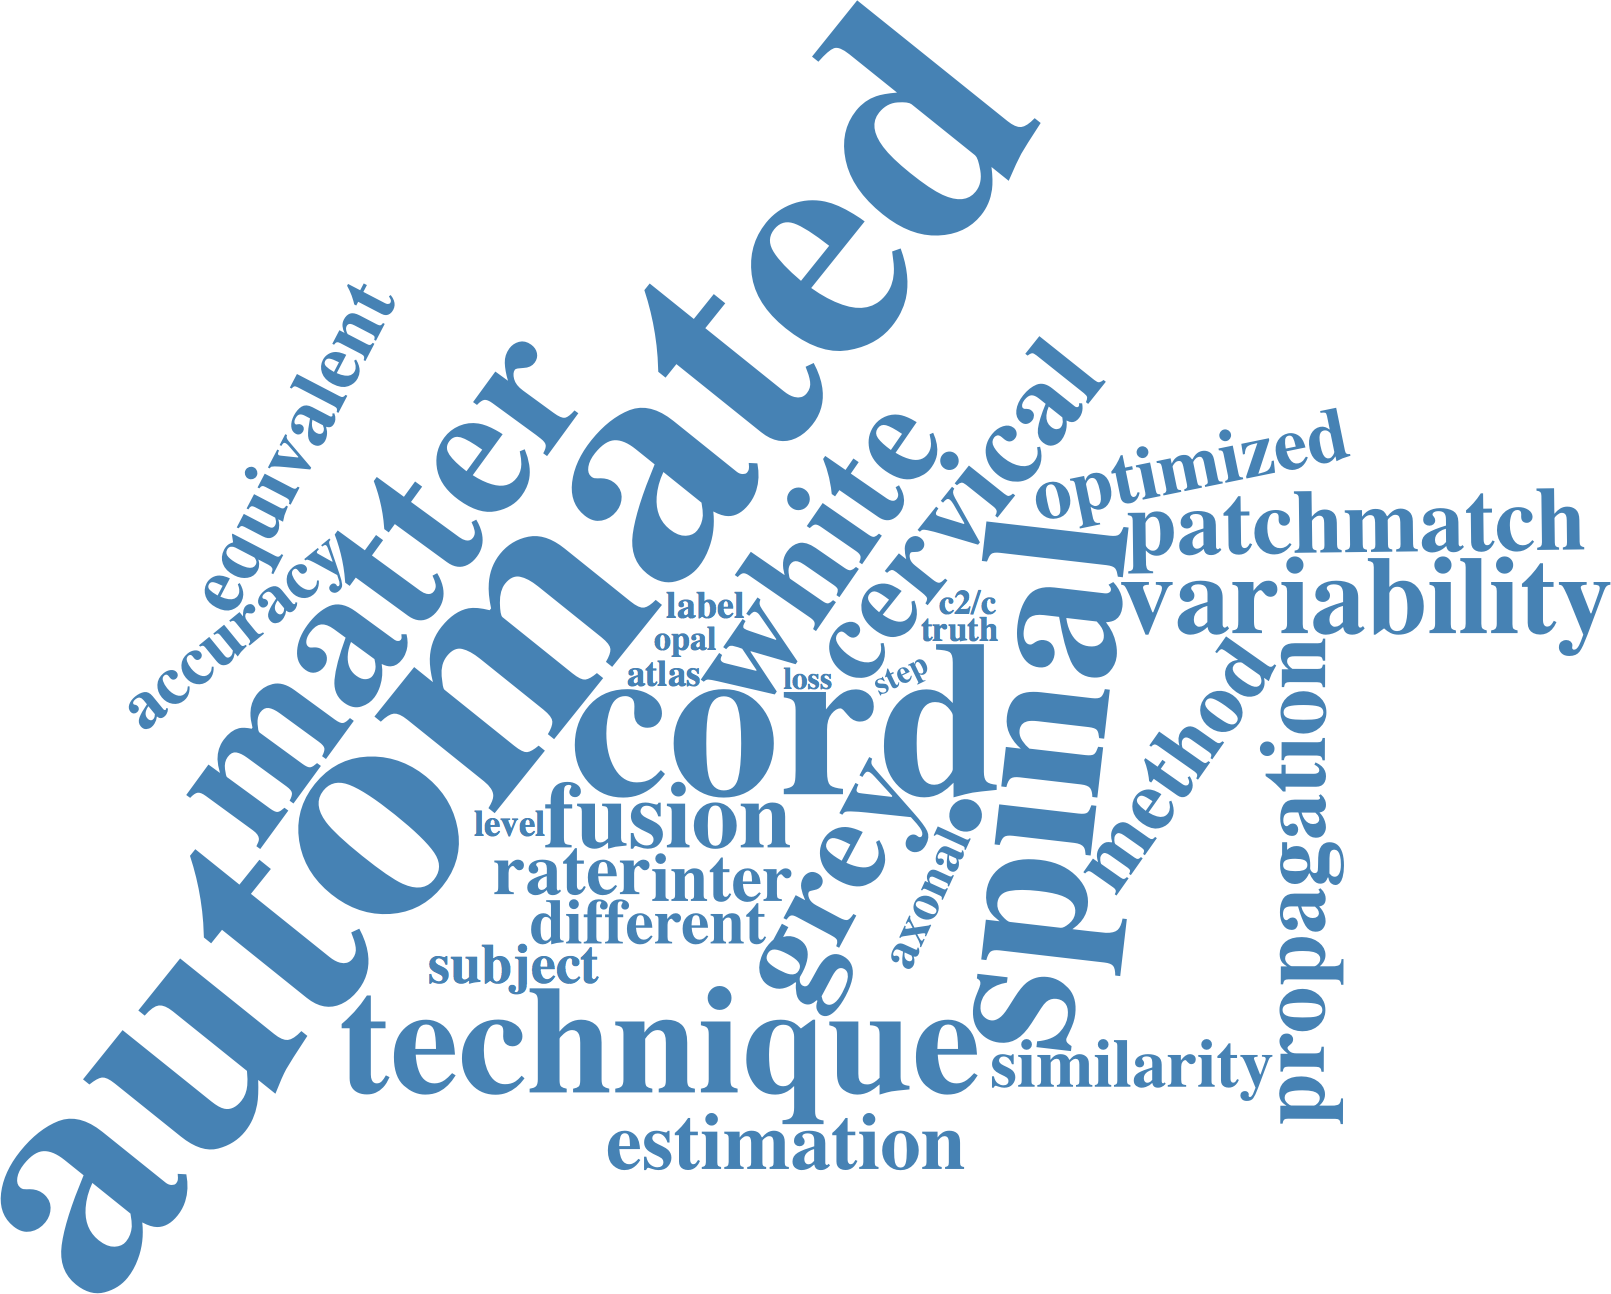 automated
equivalent
matter
accuracy
white
cervical
optimized
patchmatch
variability
label
c2/c
opal
truth
atlas
loss
step
cord
spinal
method
propagation
level
fusion
grey
axonal
rater
inter
different
subject
technique
similarity
estimation